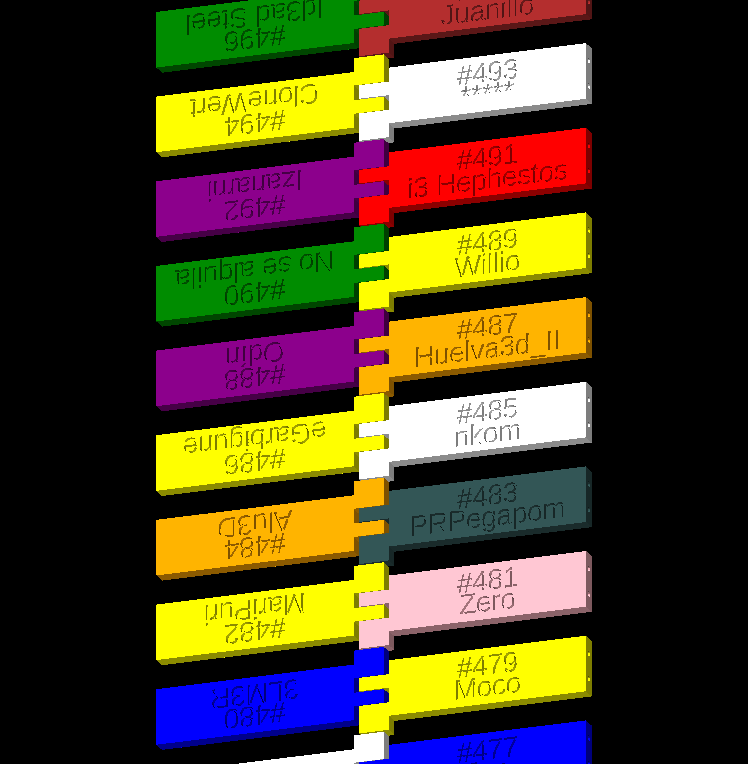 #496
Id3ad Steel
Juanillo
#494
CloneWert
#493
*****
#492
Izanami
#491
i3 Hephestos
#490
No se alquila
#489
Willio
#488
Odin
#487
Huelva3d_II
#486
eGarbigune
#485
nkom
#484
Alu3D
#483
PRPegapom
#482
MariPuri
#481
Zero
#480
3LM3R
#479
Moco
#477